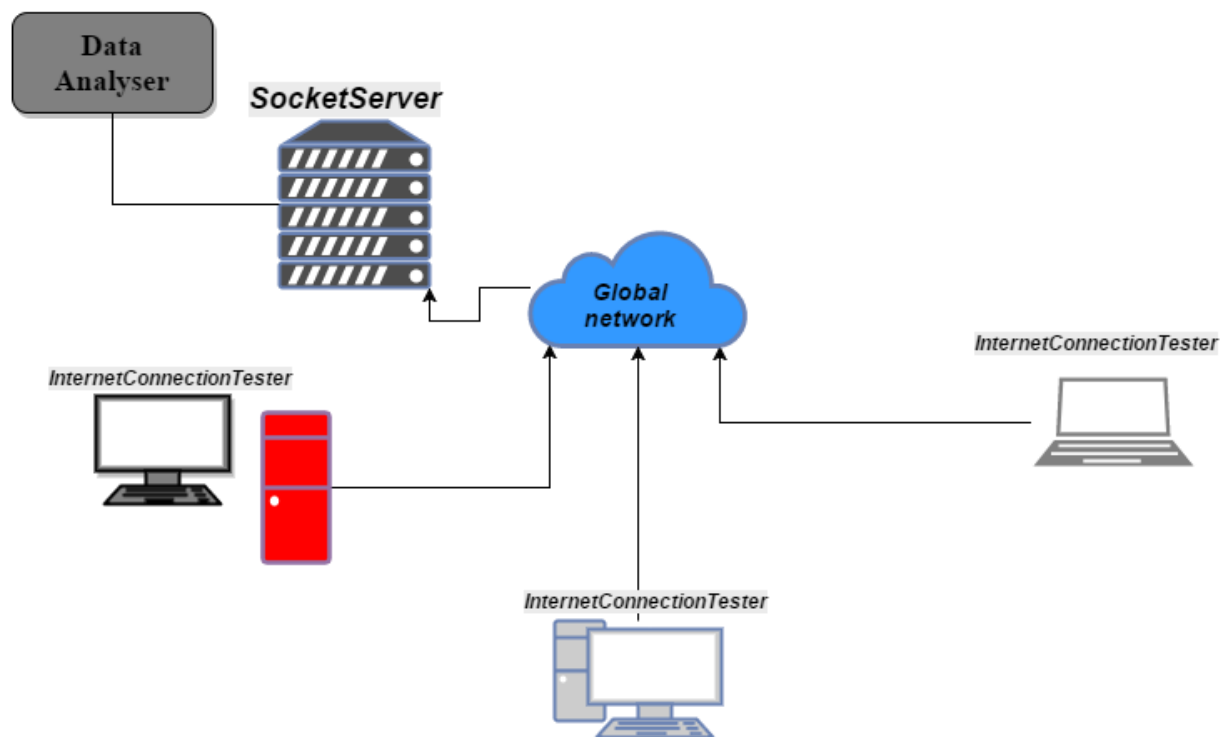 Data
Analyser
SocketServer
Global
network
InternetConnectionTester
InternetConnectionTester
InternetConnectionTester